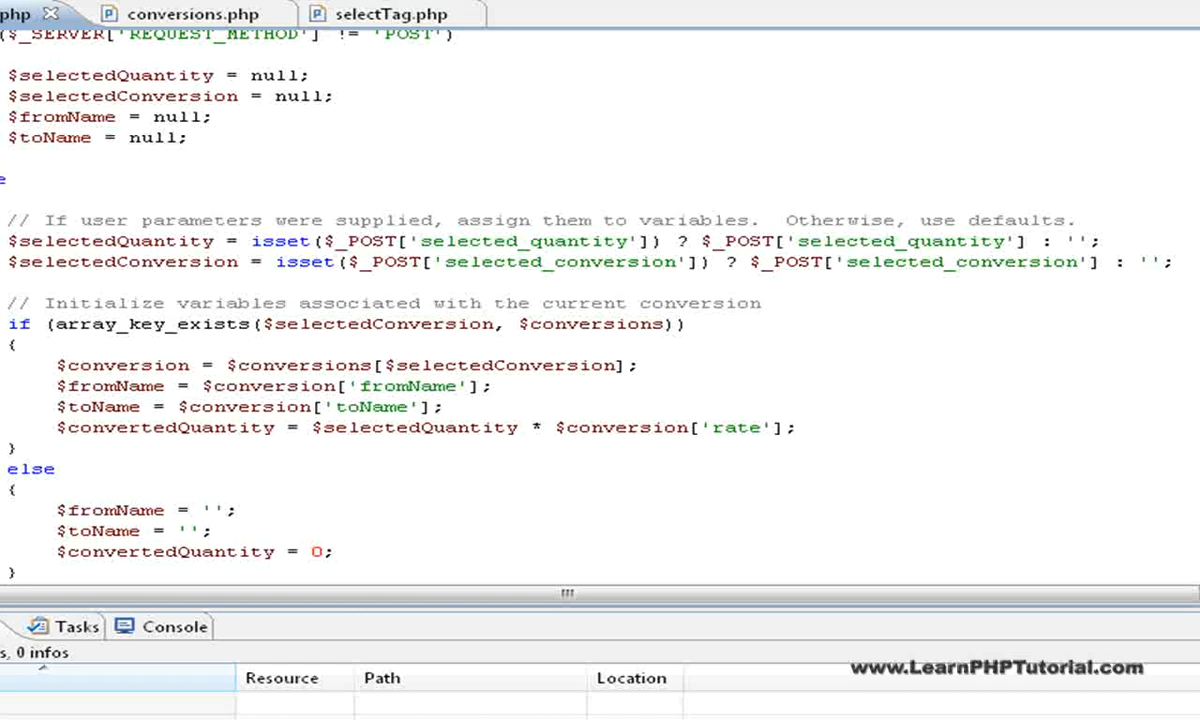 php conversions.php selectTag.php
($_SERVER['REQUEST_METHOD'] != 'POST')
$selectedQuantity = null;
$selectedConversion = null;
$fromName = null;
$toName = null;
e
// If user parameters were supplied, assign them to variables.  Otherwise, use defaults.
$selectedQuantity = isset($_POST['selected_quantity']) ? $_POST['selected_quantity'] : '';
$selectedConversion = isset($_POST['selected_conversion']) ? $_POST['selected_conversion'] : '';
// Initialize variables associated with the current conversion
if (array_key_exists($selectedConversion, $conversions))
{
$conversion = $conversions[$selectedConversion];
$fromName = $conversion['fromName'];
$toName = $conversion['toName'];
$convertedQuantity = $selectedQuantity * $conversion['rate'];
}
else
{
$fromName = '';
$toName = '';
$convertedQuantity = 0;
}
Tasks Console
s, 0 infos
Resource Path Location
www.LearnPHPTutorial.com